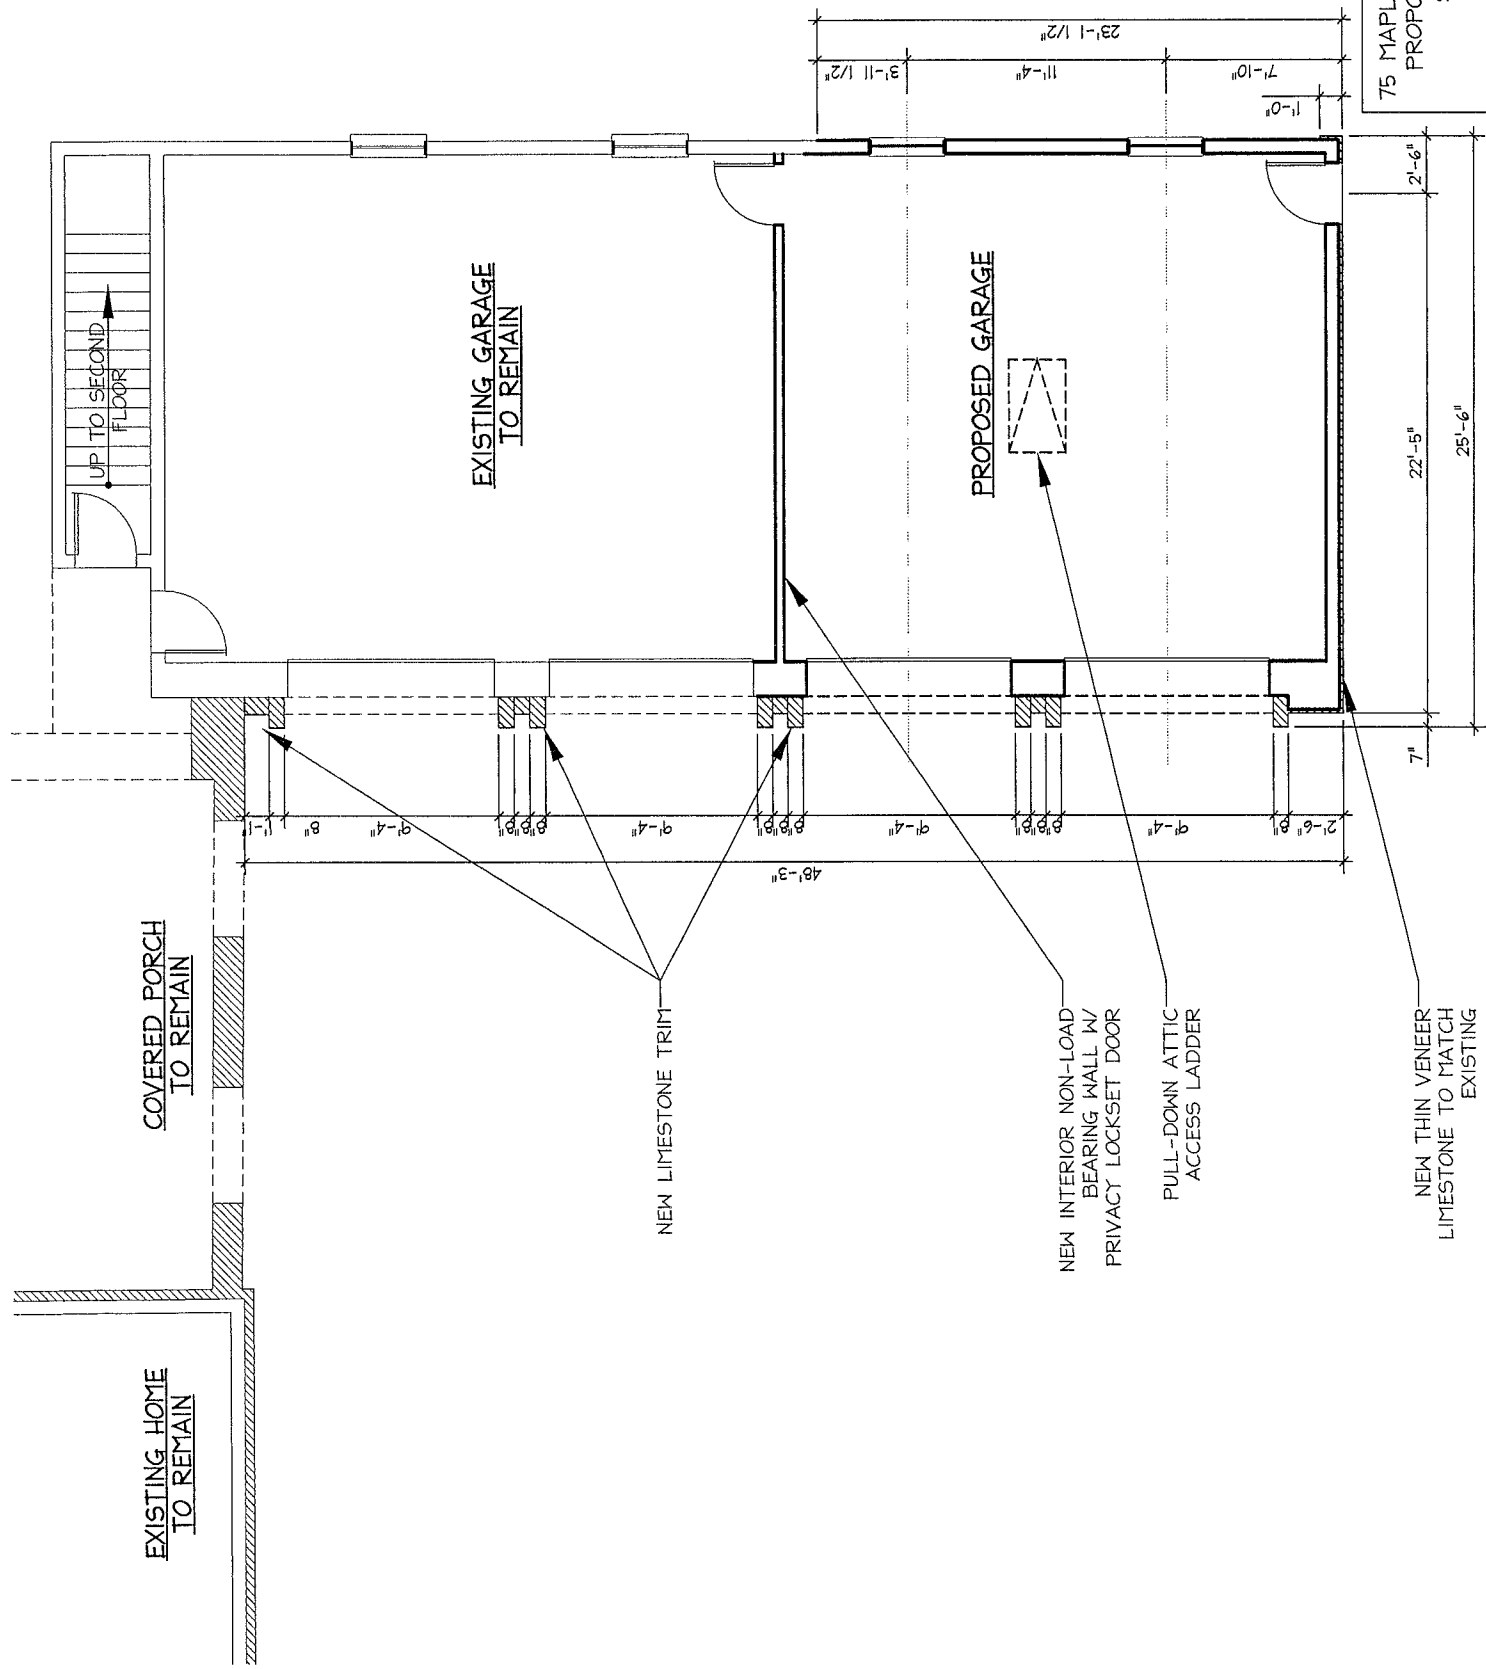 UP TO SECOND
FLOOR
EXISTING GARAGE
TO REMAIN
PROPOSED GARAGE
COVERED PORCH
TO REMAIN
EXISTING HOME
TO REMAIN
NEW LIMESTONE TRIM
NEW INTERIOR NON-LOAD
BEARING WALL W/
PRIVACY LOCKSET DOOR
PULL-DOWN ATTIC
ACCESS LADDER
NEW THIN VENEER
LIMESTONE TO MATCH
EXISTING
23'-1 1/2"
3'-11 1/2"
11'-4"
7'-10"
1'-0"
2'-6"
22'-5"
25'-6"
7"
8"
9'-4"
8"
8"
8"
9'-4"
8"
8"
8"
9'-4"
8"
8"
8"
9'-4"
8"
2'-6"
48'-3"
75 MAPL
PROPO